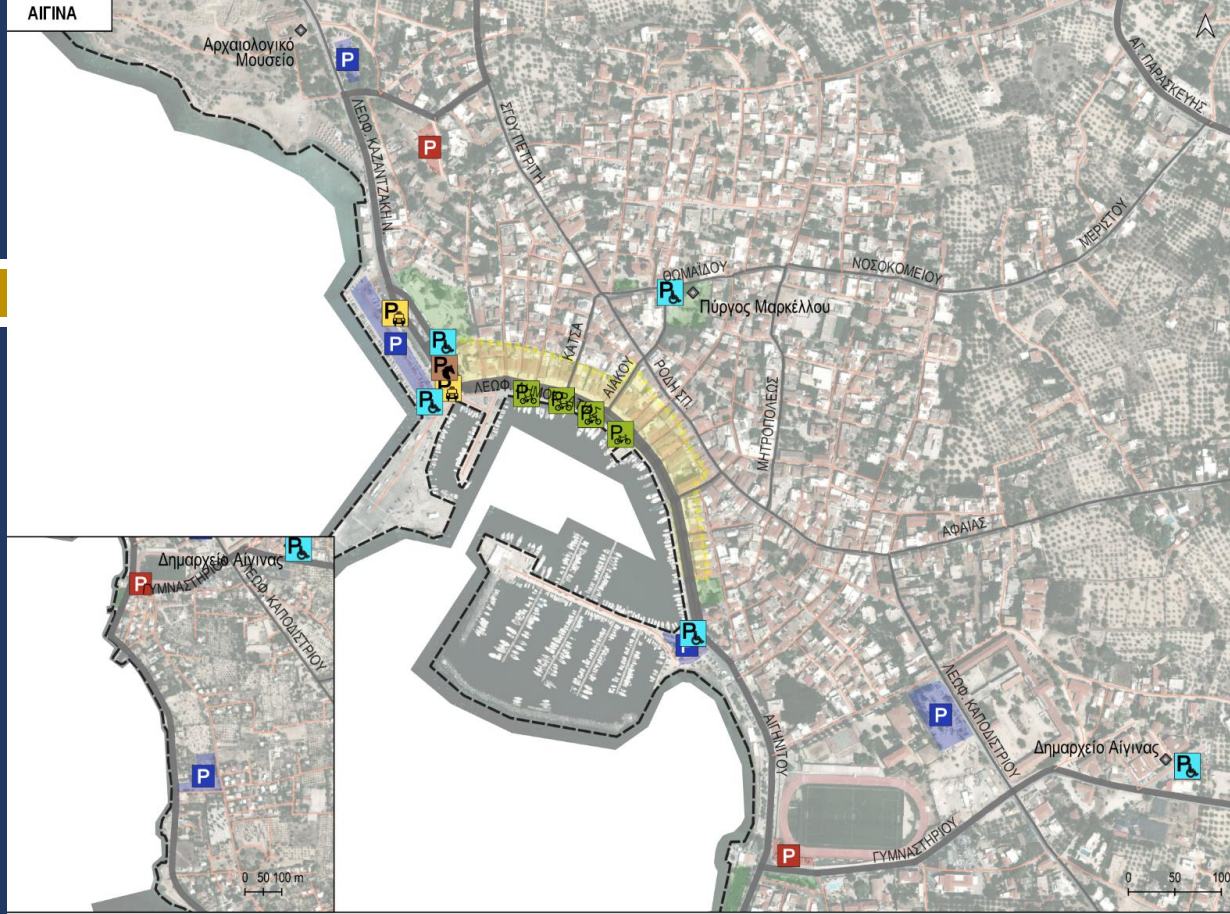 ΑΙΓΙΝΑ
Αρχαιολογικό
Μουσείο
P
P
ΛΕΩΦ. ΚΑΖΑΝΤΖΑΚΗ Ν.
ΣΓΟΥ ΠΕΤΡΙΤΗ
ΑΓ. ΠΑΡΑΣΚΕΥΗΣ
ΜΕΡΙΣΤΟΥ
ΝΟΣΟΚΟΜΕΙΟΥ
ΘΩΜΑΪΔΟΥ
P
Πύργος Μαρκέλλου
P
P
P
P
P
P
ΛΕΩΦ.
P
P
P
P
ΚΑΤΣΑ
ΑΙΑΚΟΥ
ΡΟΔΗ ΣΠ.
ΜΗΤΡΟΠΟΛΕΩΣ
ΑΦΑΙΑΣ
P
P
ΑΙΓΗΝΙΤΟΥ
ΛΕΩΦ. ΚΑΠΟΔΙΣΤΡΙΟΥ
P
Δημαρχείο Αίγινας
P
ΓΥΜΝΑΣΤΗΡΙΟΥ
P
0 50 100
Δημαρχείο Αίγινας
P
P
ΓΥΜΝΑΣΤΗΡΙΟΥ
ΛΕΩΦ. ΚΑΠΟΔΙΣΤΡΙΟΥ
P
0 50 100 m